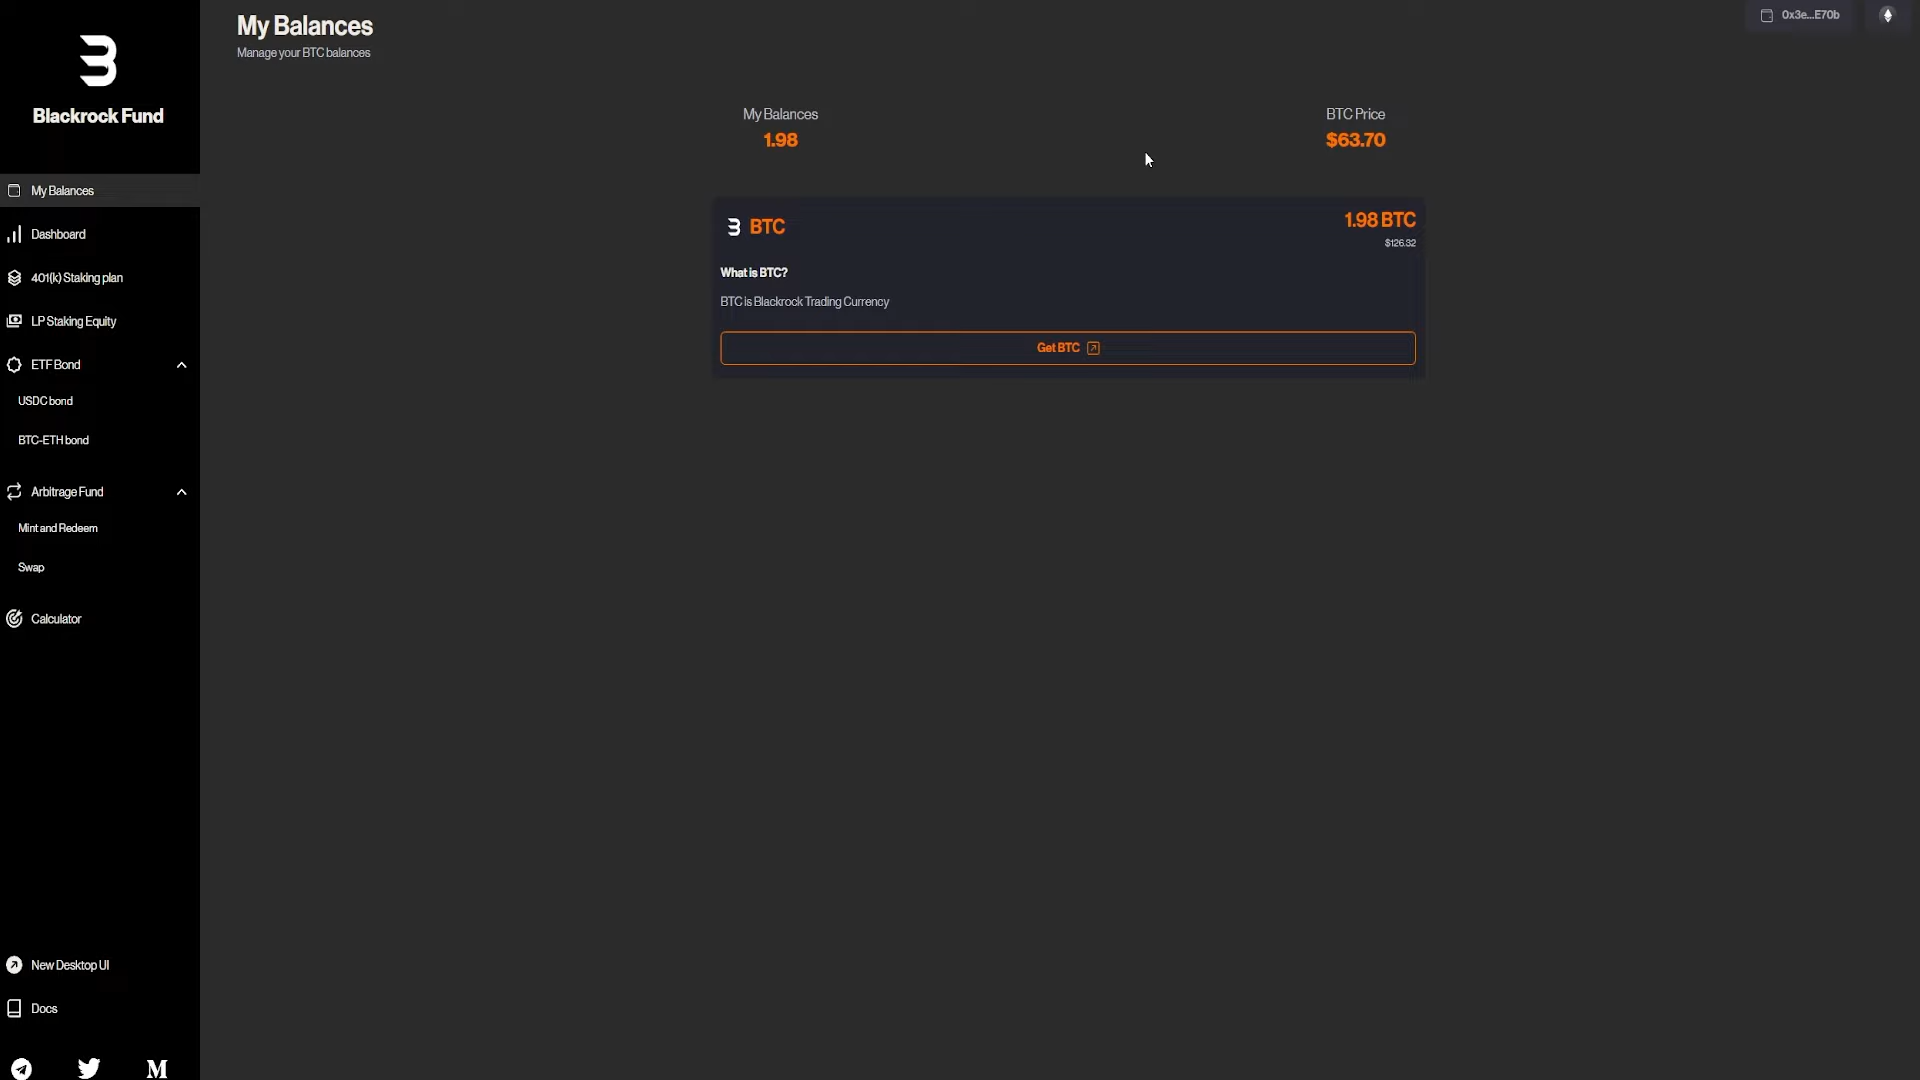 Blackrock Fund
My Balances
Dashboard
401(k) Staking plan
LP Staking Equity
ETF Bond
USDC bond
BTC-ETH bond
Arbitrage Fund
Mint and Redeem
Swap
Calculator
New Desktop UI
Docs
My Balances
Manage your BTC balances
0x3e...E70b
My Balances
1.98
BTC Price
$63.70
BTC
1.98 BTC
$126.32
What is BTC?
BTC is Blackrock Trading Currency
Get BTC